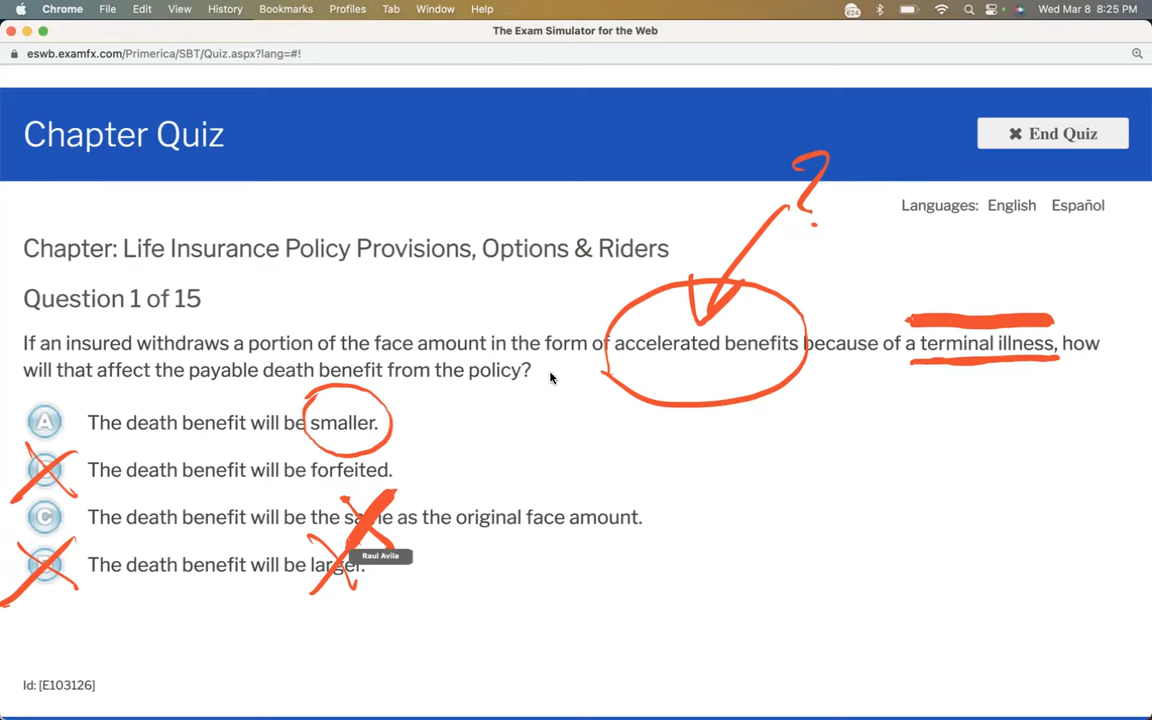 Chrome File Edit View History Bookmarks Profiles Tab Window Help 624 Wed Mar 8 8:25 PM
The Exam Simulator for the Web
eswb.examfx.com/Primerica/SBT/Quiz.aspx?lang=#!
Chapter Quiz
✖ End Quiz
?
Languages: English Español
Chapter: Life Insurance Policy Provisions, Options & Riders
Question 1 of 15
If an insured withdraws a portion of the face amount in the form of accelerated benefits because of a terminal illness, how
will that affect the payable death benefit from the policy?
A The death benefit will be smaller.
The death benefit will be forfeited.
C The death benefit will be the same as the original face amount.
Raul Avila
The death benefit will be larger.
Id: [E103126]